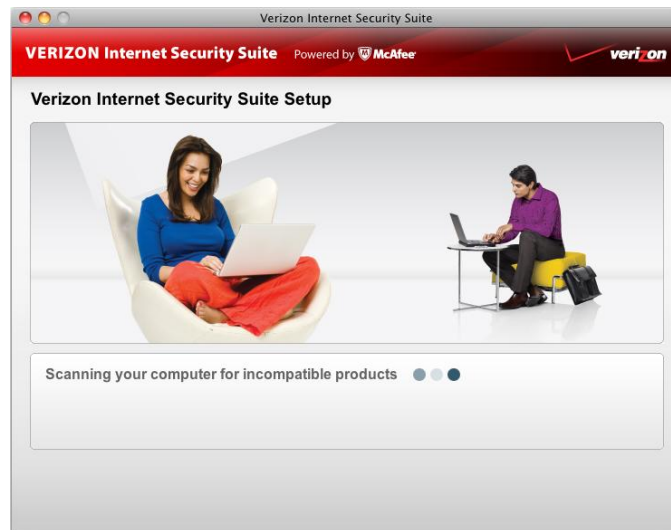 Verizon Internet Security Suite
VERIZON Internet Security Suite Powered by McAfee verizon
Verizon Internet Security Suite Setup
Scanning your computer for incompatible products